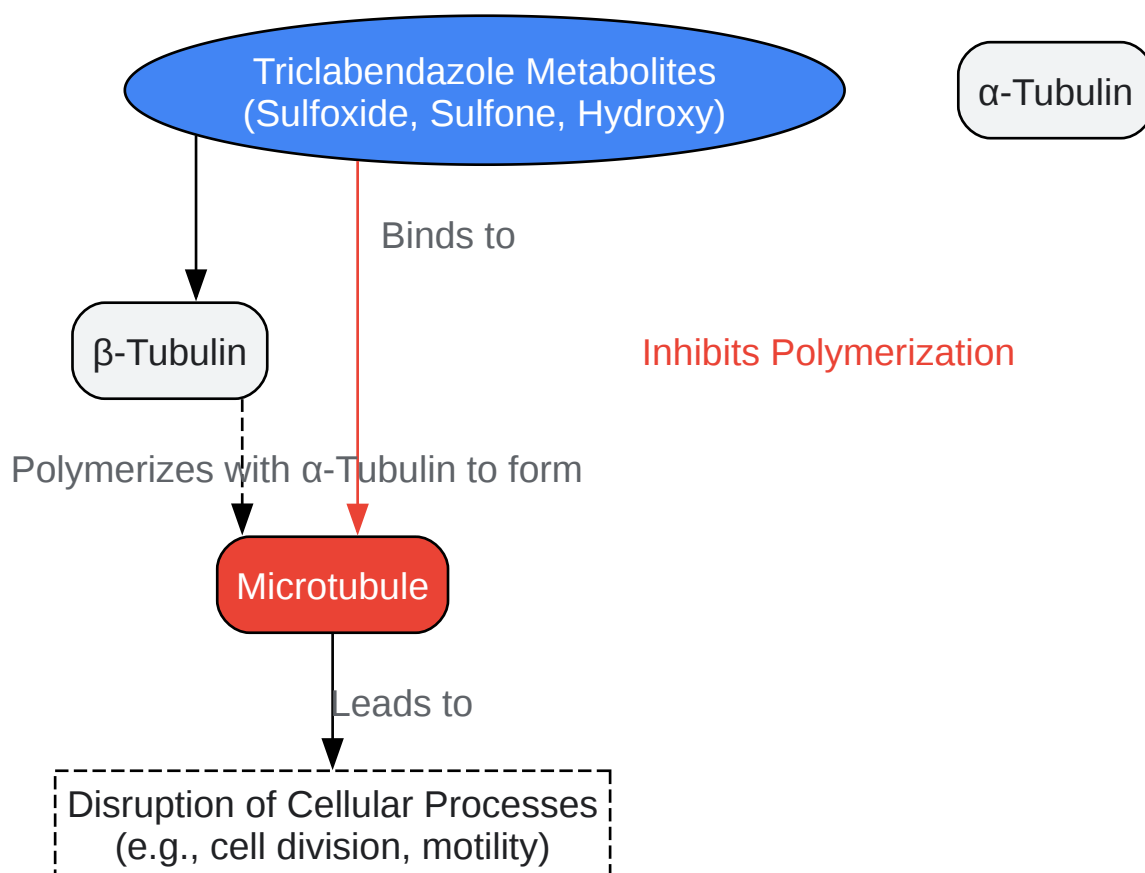 Triclabendazole Metabolites
(Sulfoxide, Sulfone, Hydroxy)
α-Tubulin
Binds to
β-Tubulin
Inhibits Polymerization
Polymerizes with α-Tubulin to form
Microtubule
Leads to
Disruption of Cellular Processes
(e.g., cell division, motility)